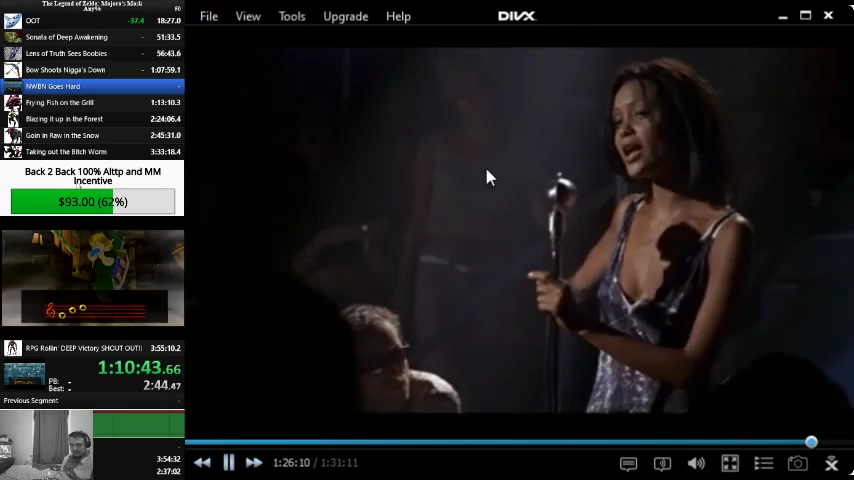 The Legend of Zelda: Majora's Mask
Any%
50
OOT -37.4 18:27.0
Sonata of Deep Awakening - 51:33.5
Lens of Truth Sees Boobies - 56:43.6
Bow Shoots Nigga's Down - 1:07:59.1
NWBN Goes Hard -
Frying Fish on the Grill 1:13:10.3
Blazing it up in the Forest 2:24:06.4
Goin in Raw in the Snow 2:45:31.0
Taking out the Bitch Worm 3:33:18.4
Back 2 Back 100% Alttp and MM
Incentive
$93.00 (62%)
RPG Rollin' DEEP Victory SHOUT OUT!! 3:55:10.2
1:10:43.66
PB: -
Best: -
2:44.47
Previous Segment -
-
3:54:32
2:37:02
File View Tools Upgrade Help
DIVX
1:26:10 / 1:31:11